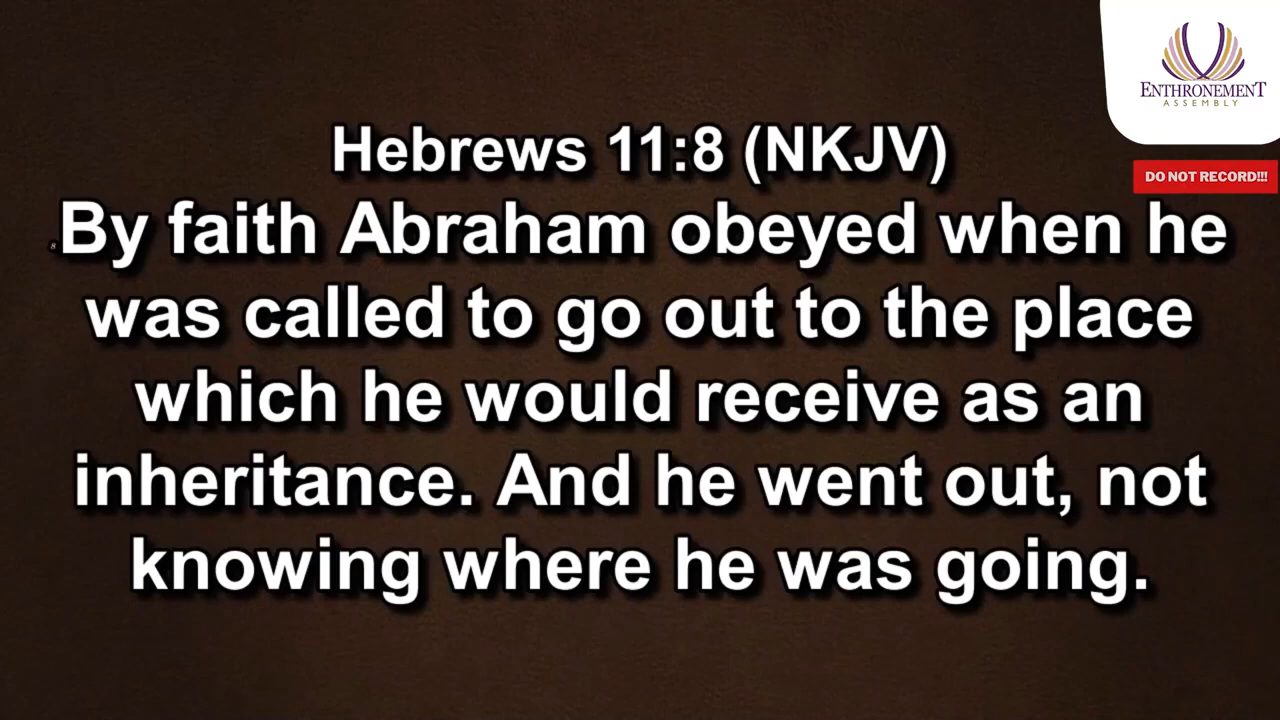 ENTHRONEMENT
ASSEMBLY
DO NOT RECORD!!!
Hebrews 11:8 (NKJV)
8 By faith Abraham obeyed when he
was called to go out to the place
which he would receive as an
inheritance. And he went out, not
knowing where he was going.